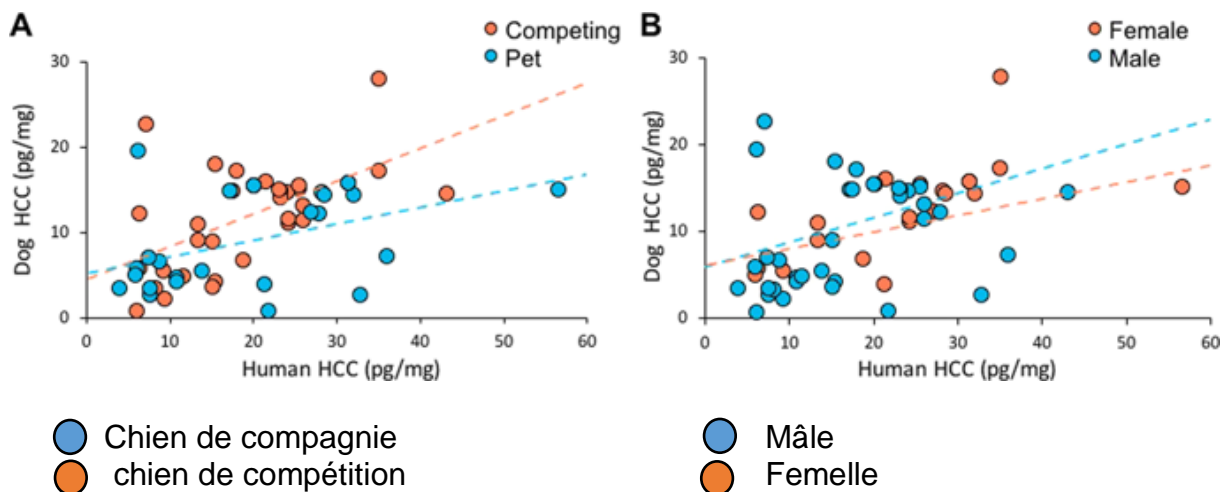 A
Competing
Pet
30
20
10
0
Dog HCC (pg/mg)
0 10 20 30 40 50 60
Human HCC (pg/mg)
B
Female
Male
30
20
10
0
Dog HCC (pg/mg)
0 10 20 30 40 50 60
Human HCC (pg/mg)
Chien de compagnie
chien de compétition
Mâle
Femelle